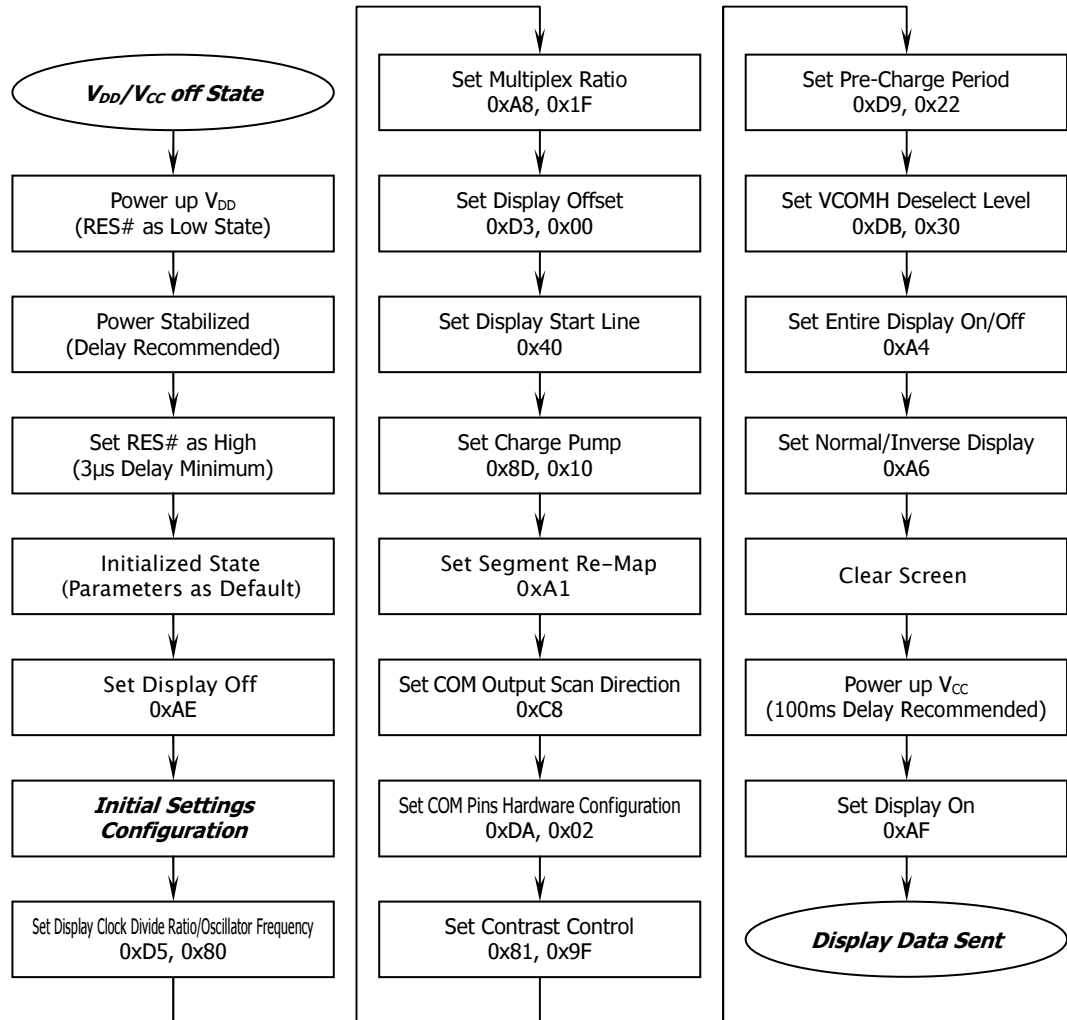 V_DD/V_CC off State
Power up V_DD
(RES# as Low State)
Power Stabilized
(Delay Recommended)
Set RES# as High
(3μs Delay Minimum)
Initialized State
(Parameters as Default)
Set Display Off
0xAE
Initial Settings
Configuration
Set Display Clock Divide Ratio/Oscillator Frequency
0xD5, 0x80
Set Multiplex Ratio
0xA8, 0x1F
Set Display Offset
0xD3, 0x00
Set Display Start Line
0x40
Set Charge Pump
0x8D, 0x10
Set Segment Re-Map
0xA1
Set COM Output Scan Direction
0xC8
Set COM Pins Hardware Configuration
0xDA, 0x02
Set Contrast Control
0x81, 0x9F
Set Pre-Charge Period
0xD9, 0x22
Set VCOMH Deselect Level
0xDB, 0x30
Set Entire Display On/Off
0xA4
Set Normal/Inverse Display
0xA6
Clear Screen
Power up V_CC
(100ms Delay Recommended)
Set Display On
0xAF
Display Data Sent